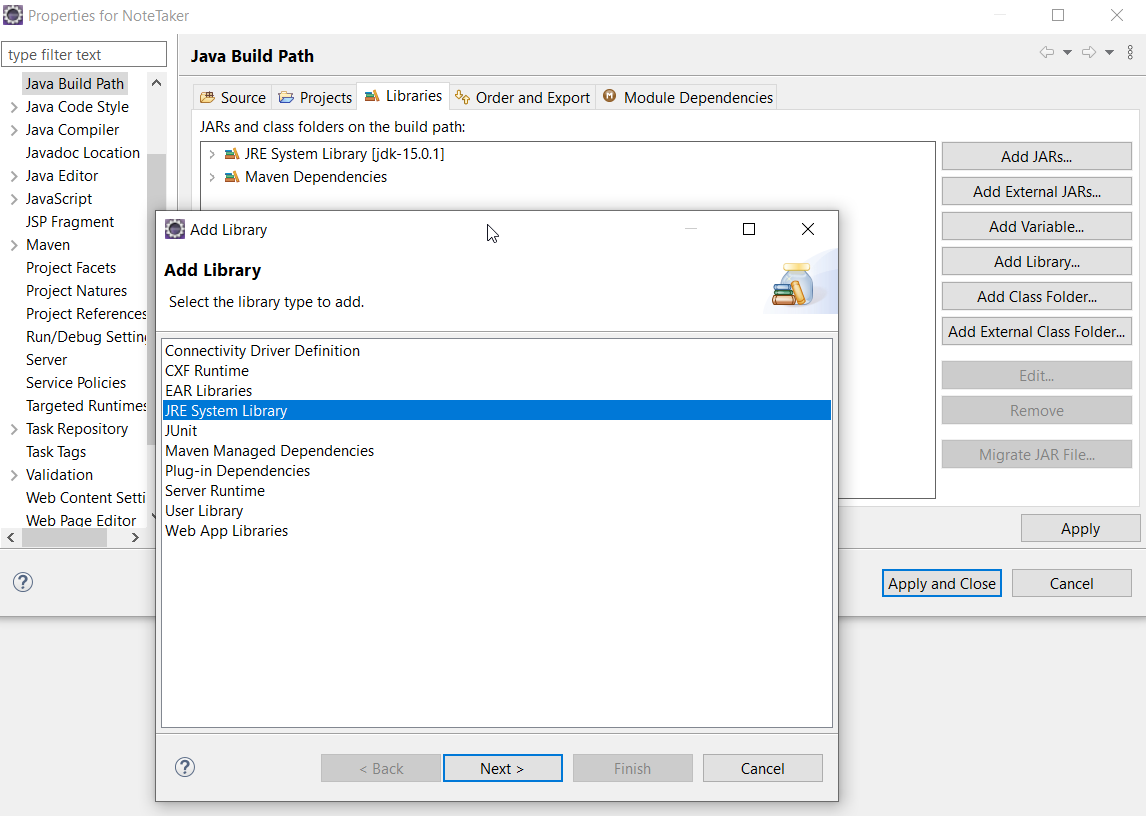 Properties for NoteTaker
type filter text
Java Build Path
Java Code Style
Java Compiler
Javadoc Location
Java Editor
JavaScript
JSP Fragment
Maven
Project Facets
Project Natures
Project References
Run/Debug Settin
Server
Service Policies
Targeted Runtimes
Task Repository
Task Tags
Validation
Web Content Setti
Web Page Editor
Java Build Path
Source Projects Libraries Order and Export Module Dependencies
JARs and class folders on the build path:
JRE System Library [jdk-15.0.1]
Maven Dependencies
Add JARs...
Add External JARs...
Add Variable...
Add Library...
Add Class Folder...
Add External Class Folder...
Edit...
Remove
Migrate JAR File...
Apply
Apply and Close Cancel
Add Library
Add Library
Select the library type to add.
Connectivity Driver Definition
CXF Runtime
EAR Libraries
JRE System Library
JUnit
Maven Managed Dependencies
Plug-in Dependencies
Server Runtime
User Library
Web App Libraries
< Back Next > Finish Cancel